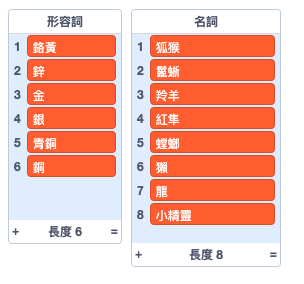 形容詞
1 鉻黃
2 鋅
3 金
4 銀
5 青銅
6 銅
+ 長度 6 =
名詞
1 狐猴
2 鬣蜥
3 羚羊
4 紅隼
5 螳螂
6 獺
7 龍
8 小精靈
+ 長度 8 =